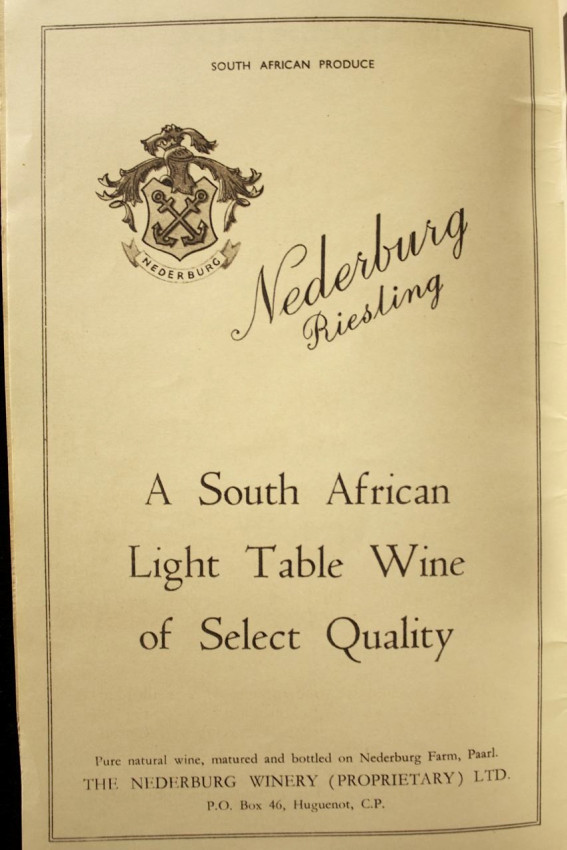 SOUTH AFRICAN PRODUCE
NEDERBURG
Nederburg
Riesling
A South African
Light Table Wine
of Select Quality
Pure natural wine, matured and bottled on Nederburg Farm, Paarl.
THE NEDERBURG WINERY (PROPRIETARY) LTD.
P.O. Box 46, Huguenot, C.P.